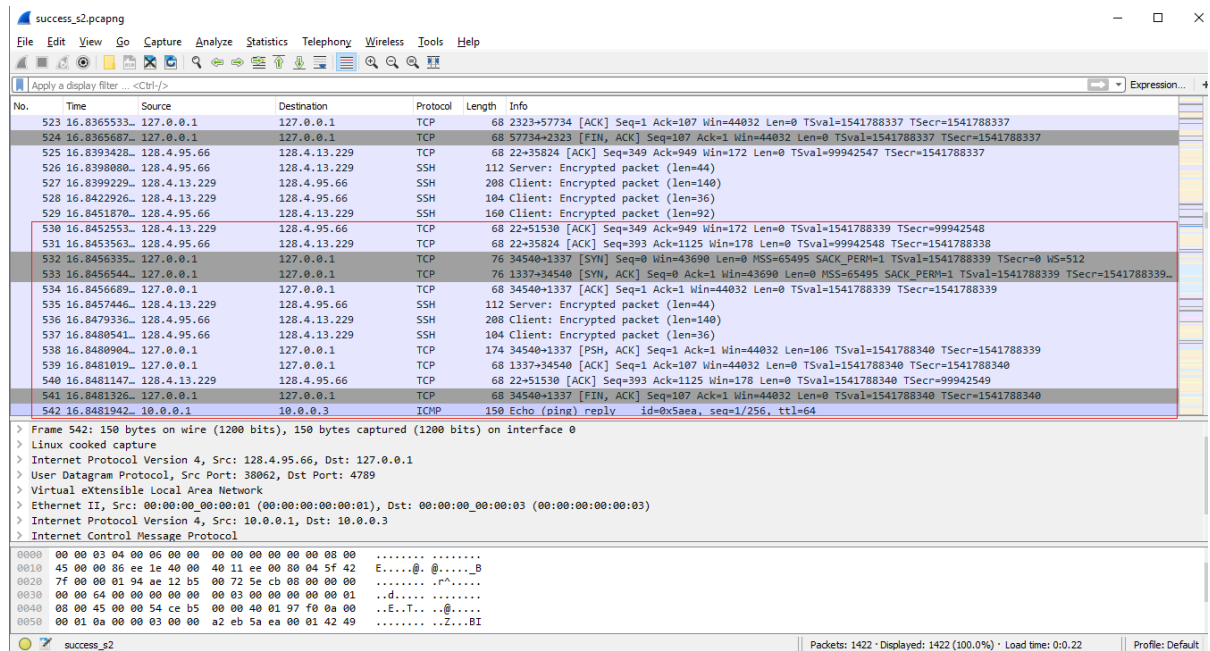 success_s2.pcapng
File Edit View Go Capture Analyze Statistics Telephony Wireless Tools Help
Apply a display filter ... <Ctrl-/> Expression... +
No. Time Source Destination Protocol Length Info
523 16.8365533… 127.0.0.1 127.0.0.1 TCP 68 2323→57734 [ACK] Seq=1 Ack=107 Win=44032 Len=0 TSval=1541788337 TSecr=1541788337
524 16.8365687… 127.0.0.1 127.0.0.1 TCP 68 57734→2323 [FIN, ACK] Seq=107 Ack=1 Win=44032 Len=0 TSval=1541788337 TSecr=1541788337
525 16.8393428… 128.4.95.66 128.4.13.229 TCP 68 22→35824 [ACK] Seq=349 Ack=949 Win=172 Len=0 TSval=99942547 TSecr=1541788337
526 16.8398080… 128.4.95.66 128.4.13.229 SSH 112 Server: Encrypted packet (len=44)
527 16.8399229… 128.4.13.229 128.4.95.66 SSH 208 Client: Encrypted packet (len=140)
528 16.8422926… 128.4.95.66 128.4.13.229 SSH 104 Client: Encrypted packet (len=36)
529 16.8451870… 128.4.95.66 128.4.13.229 SSH 160 Client: Encrypted packet (len=92)
530 16.8452553… 128.4.13.229 128.4.95.66 TCP 68 22→51530 [ACK] Seq=349 Ack=949 Win=172 Len=0 TSval=1541788339 TSecr=99942548
531 16.8453563… 128.4.95.66 128.4.13.229 TCP 68 22→35824 [ACK] Seq=393 Ack=1125 Win=178 Len=0 TSval=99942548 TSecr=1541788338
532 16.8456335… 127.0.0.1 127.0.0.1 TCP 76 34540→1337 [SYN] Seq=0 Win=43690 Len=0 MSS=65495 SACK_PERM=1 TSval=1541788339 TSecr=0 WS=512
533 16.8456544… 127.0.0.1 127.0.0.1 TCP 76 1337→34540 [SYN, ACK] Seq=0 Ack=1 Win=43690 Len=0 MSS=65495 SACK_PERM=1 TSval=1541788339 TSecr=1541788339…
534 16.8456689… 127.0.0.1 127.0.0.1 TCP 68 34540→1337 [ACK] Seq=1 Ack=1 Win=44032 Len=0 TSval=1541788339 TSecr=1541788339
535 16.8457446… 128.4.13.229 128.4.95.66 SSH 112 Server: Encrypted packet (len=44)
536 16.8479336… 128.4.95.66 128.4.13.229 SSH 208 Client: Encrypted packet (len=140)
537 16.8480541… 128.4.95.66 128.4.13.229 SSH 104 Client: Encrypted packet (len=36)
538 16.8480904… 127.0.0.1 127.0.0.1 TCP 174 34540→1337 [PSH, ACK] Seq=1 Ack=1 Win=44032 Len=106 TSval=1541788340 TSecr=1541788339
539 16.8481019… 127.0.0.1 127.0.0.1 TCP 68 1337→34540 [ACK] Seq=1 Ack=107 Win=44032 Len=0 TSval=1541788340 TSecr=1541788340
540 16.8481147… 128.4.13.229 128.4.95.66 TCP 68 22→51530 [ACK] Seq=393 Ack=1125 Win=178 Len=0 TSval=1541788340 TSecr=99942549
541 16.8481326… 127.0.0.1 127.0.0.1 TCP 68 34540→1337 [FIN, ACK] Seq=107 Ack=1 Win=44032 Len=0 TSval=1541788340 TSecr=1541788340
542 16.8481942… 10.0.0.1 10.0.0.3 ICMP 150 Echo (ping) reply id=0x5aea, seq=1/256, ttl=64
> Frame 542: 150 bytes on wire (1200 bits), 150 bytes captured (1200 bits) on interface 0
> Linux cooked capture
> Internet Protocol Version 4, Src: 128.4.95.66, Dst: 127.0.0.1
> User Datagram Protocol, Src Port: 38062, Dst Port: 4789
> Virtual eXtensible Local Area Network
> Ethernet II, Src: 00:00:00_00:00:01 (00:00:00:00:00:01), Dst: 00:00:00_00:00:03 (00:00:00:00:00:03)
> Internet Protocol Version 4, Src: 10.0.0.1, Dst: 10.0.0.3
> Internet Control Message Protocol
0000 00 00 03 04 00 06 00 00 00 00 00 00 00 00 08 00 ........ ........
0010 45 00 00 86 ee 1e 40 00 40 11 ee 00 80 04 5f 42 E.....@. @....._B
0020 7f 00 00 01 94 ae 12 b5 00 72 5e cb 08 00 00 00 ........ .r^.....
0030 00 00 64 00 00 00 00 00 00 03 00 00 00 00 00 01 ..d..... ........
0040 08 00 45 00 00 54 ce b5 00 00 40 01 97 f0 0a 00 ..E..T.. ..@.....
0050 00 01 0a 00 00 03 00 00 a2 eb 5a ea 00 01 42 49 ........ ..Z...BI
success_s2 Packets: 1422 · Displayed: 1422 (100.0%) · Load time: 0:0.22 Profile: Default